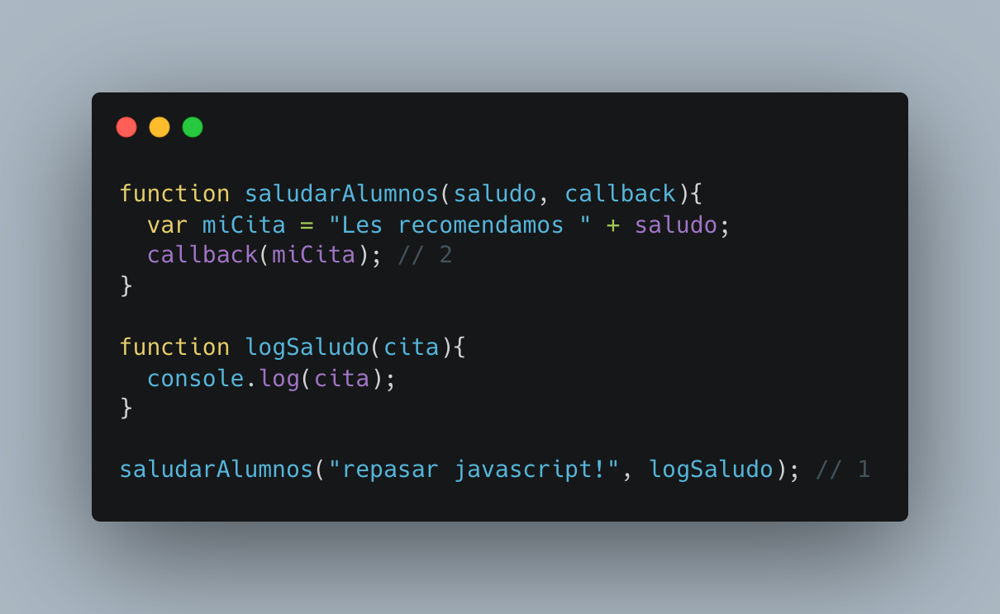 function saludarAlumnos(saludo, callback){
  var miCita = "Les recomendamos " + saludo;
  callback(miCita); // 2
}

function logSaludo(cita){
  console.log(cita);
}

saludarAlumnos("repasar javascript!", logSaludo); // 1